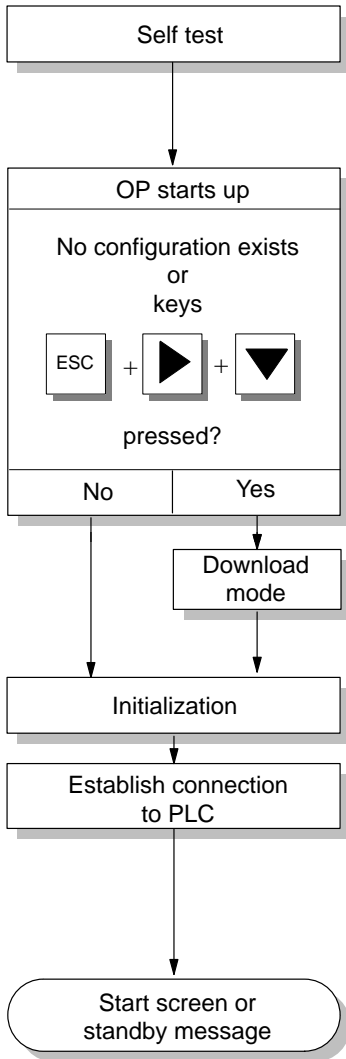 Self test
OP starts up
No configuration exists
or
keys
ESC + +
pressed?
No Yes
Download
mode
Initialization
Establish connection
to PLC
Start screen or
standby message